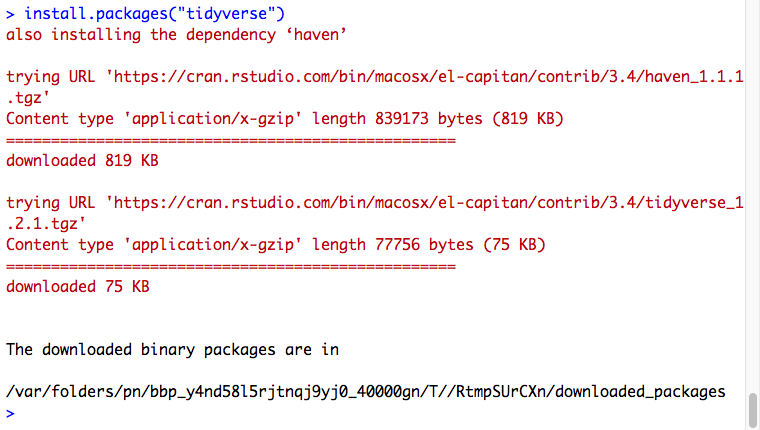 > install.packages("tidyverse")
also installing the dependency ‘haven’
trying URL 'https://cran.rstudio.com/bin/macosx/el-capitan/contrib/3.4/haven_1.1.1
.tgz'
Content type 'application/x-gzip' length 839173 bytes (819 KB)
==================================================
downloaded 819 KB
trying URL 'https://cran.rstudio.com/bin/macosx/el-capitan/contrib/3.4/tidyverse_1
.2.1.tgz'
Content type 'application/x-gzip' length 77756 bytes (75 KB)
==================================================
downloaded 75 KB
The downloaded binary packages are in
/var/folders/pn/bbp_y4nd58l5rjtnqj9yj0_40000gn/T//RtmpSUrCXn/downloaded_packages
>